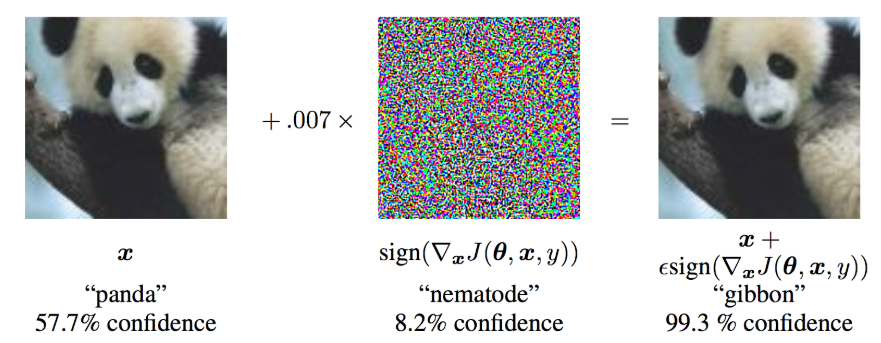 + .007 ×
=
x
sign(∇ₓJ(θ, x, y))
x +
ϵsign(∇ₓJ(θ, x, y))
“panda”
“nematode”
“gibbon”
57.7% confidence
8.2% confidence
99.3 % confidence